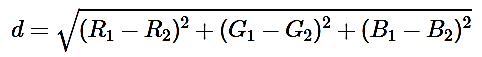 d = √(R₁ − R₂)² + (G₁ − G₂)² + (B₁ − B₂)²